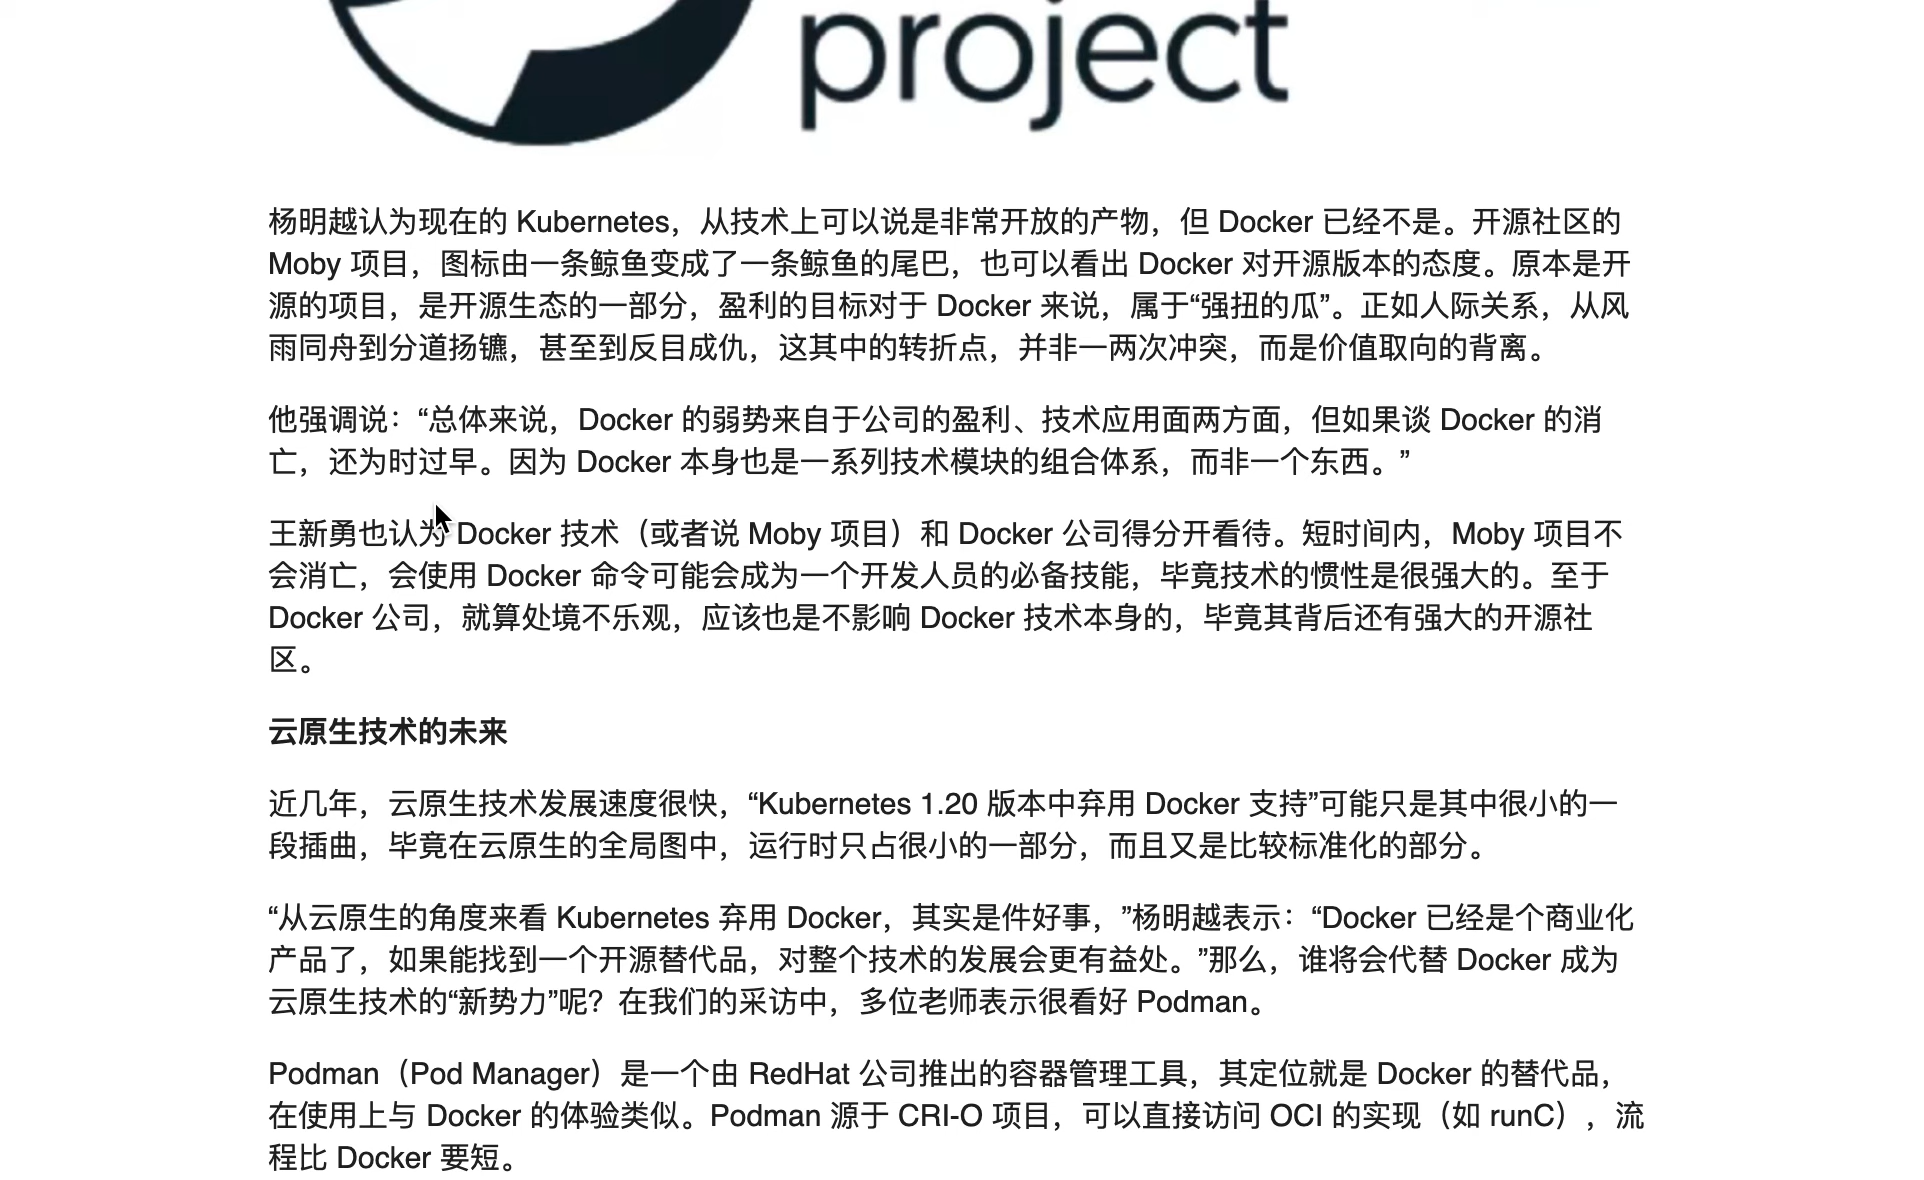 project
杨明越认为现在的 Kubernetes，从技术上可以说是非常开放的产物，但 Docker 已经不是。开源社区的
Moby 项目，图标由一条鲸鱼变成了一条鲸鱼的尾巴，也可以看出 Docker 对开源版本的态度。原本是开
源的项目，是开源生态的一部分，盈利的目标对于 Docker 来说，属于“强扭的瓜”。正如人际关系，从风
雨同舟到分道扬镳，甚至到反目成仇，这其中的转折点，并非一两次冲突，而是价值取向的背离。
他强调说：“总体来说，Docker 的弱势来自于公司的盈利、技术应用面两方面，但如果谈 Docker 的消
亡，还为时过早。因为 Docker 本身也是一系列技术模块的组合体系，而非一个东西。”
王新勇也认为 Docker 技术（或者说 Moby 项目）和 Docker 公司得分开看待。短时间内，Moby 项目不
会消亡，会使用 Docker 命令可能会成为一个开发人员的必备技能，毕竟技术的惯性是很强大的。至于
Docker 公司，就算处境不乐观，应该也是不影响 Docker 技术本身的，毕竟其背后还有强大的开源社
区。
云原生技术的未来
近几年，云原生技术发展速度很快，“Kubernetes 1.20 版本中弃用 Docker 支持”可能只是其中很小的一
段插曲，毕竟在云原生的全局图中，运行时只占很小的一部分，而且又是比较标准化的部分。
“从云原生的角度来看 Kubernetes 弃用 Docker，其实是件好事，”杨明越表示：“Docker 已经是个商业化
产品了，如果能找到一个开源替代品，对整个技术的发展会更有益处。”那么，谁将会代替 Docker 成为
云原生技术的“新势力”呢？在我们的采访中，多位老师表示很看好 Podman。
Podman（Pod Manager）是一个由 RedHat 公司推出的容器管理工具，其定位就是 Docker 的替代品，
在使用上与 Docker 的体验类似。Podman 源于 CRI-O 项目，可以直接访问 OCI 的实现（如 runC），流
程比 Docker 要短。